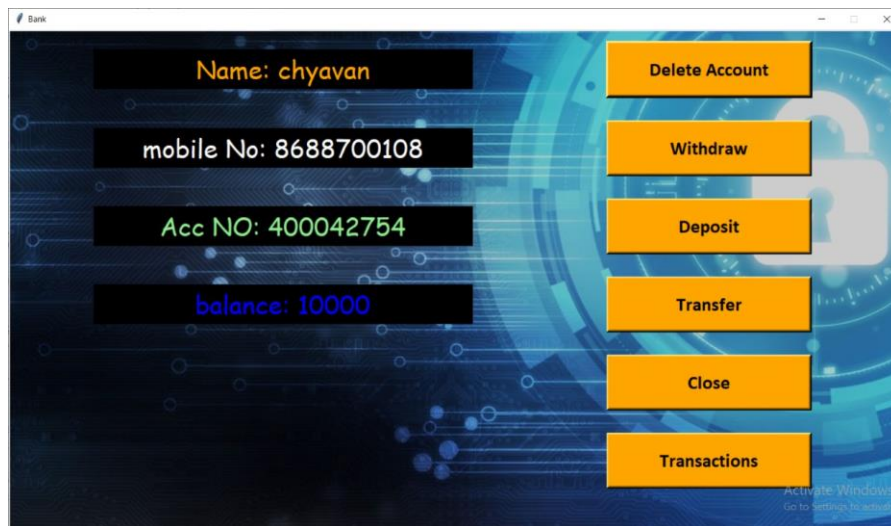 Bank
Name: chyavan
Delete Account
mobile No: 8688700108
Withdraw
Acc NO: 400042754
Deposit
balance: 10000
Transfer
Close
Transactions
Activate Windows
Go to Settings to activa